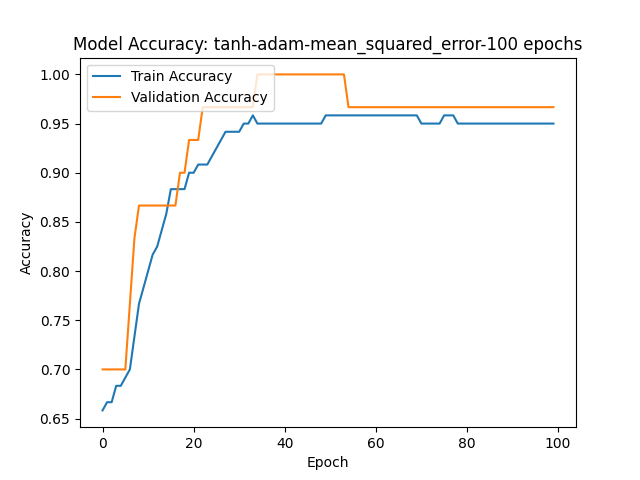 Model Accuracy: tanh-adam-mean_squared_error-100 epochs
Train Accuracy
Validation Accuracy
1.00
0.95
0.90
0.85
0.80
0.75
0.70
0.65
Accuracy
0 20 40 60 80 100
Epoch